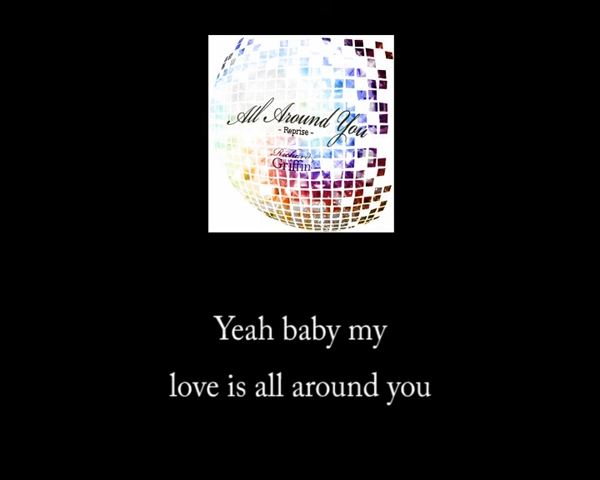 All Around You
- Reprise -
Richard
Griffin
Yeah baby my
love is all around you